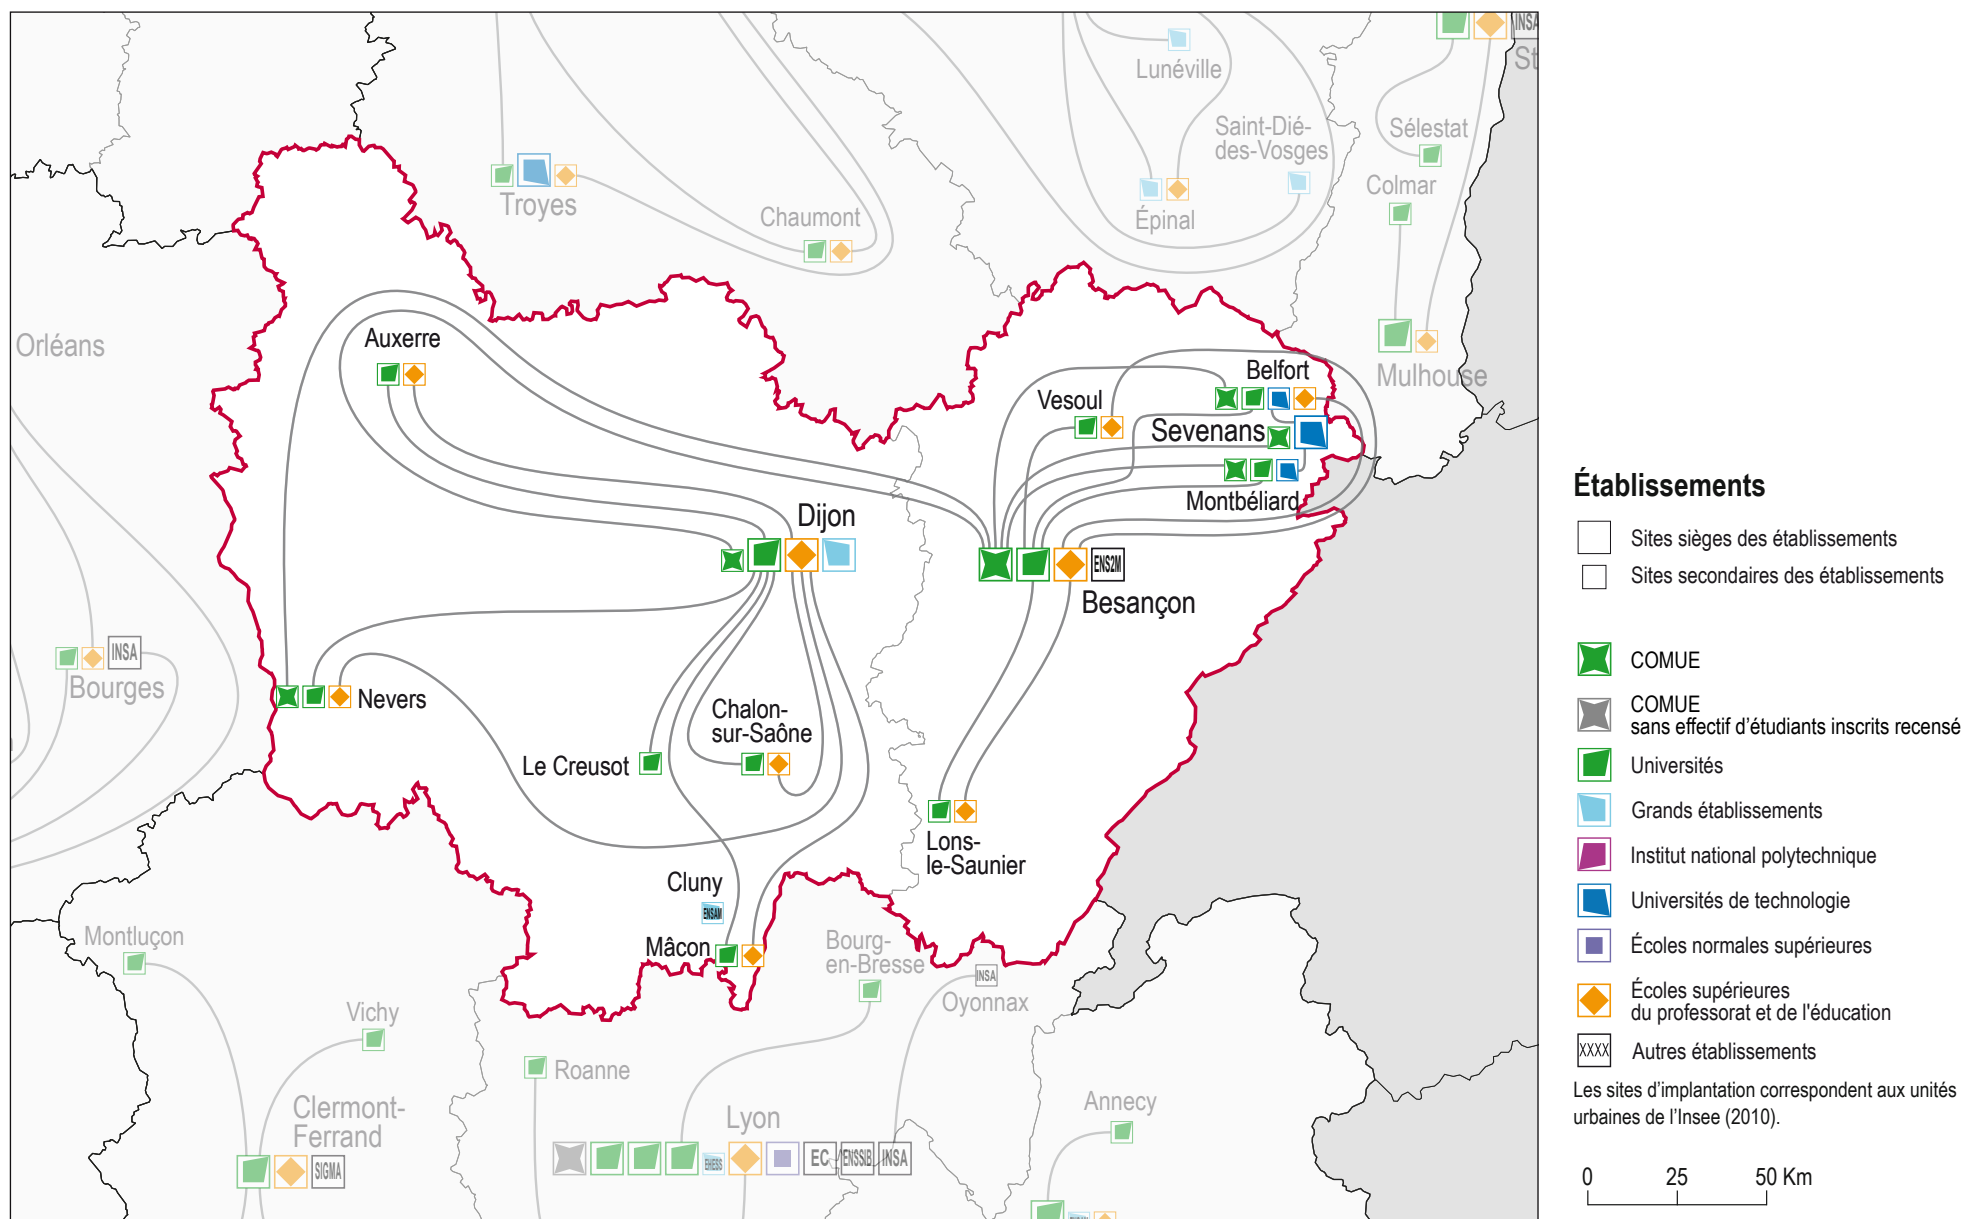 INSA
St
Lunéville
Saint-Dié-
des-Vosges
Sélestat
Colmar
Troyes
Chaumont
Épinal
Orléans
Auxerre
Belfort
Mulhouse
Vesoul
Sevenans
Montbéliard
Dijon
ENS2M
Besançon
INSA
Bourges
Nevers
Chalon-
sur-Saône
Le Creusot
Lons-
le-Saunier
Cluny
ENSAM
Mâcon
Bourg-
en-Bresse
Montluçon
INSA
Oyonnax
Vichy
Roanne
Clermont-
Ferrand
SIGMA
Lyon
EHESS
EC
ENSSIB
INSA
Annecy
Établissements
Sites sièges des établissements
Sites secondaires des établissements
COMUE
COMUE
sans effectif d’étudiants inscrits recensé
Universités
Grands établissements
Institut national polytechnique
Universités de technologie
Écoles normales supérieures
Écoles supérieures
du professorat et de l'éducation
XXXX
Autres établissements
Les sites d’implantation correspondent aux unités
urbaines de l’Insee (2010).
0 25 50 Km